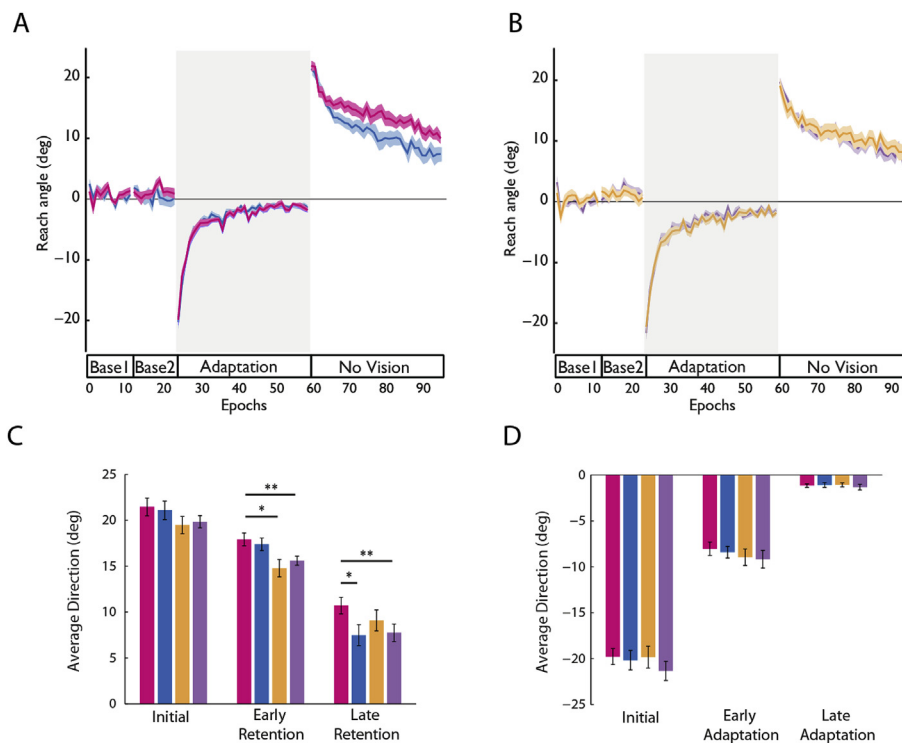 A
Reach angle (deg)
20
10
0
−10
−20
Base1 Base2 Adaptation No Vision
0 10 20 30 40 50 60 70 80 90
Epochs
B
Reach angle (deg)
20
10
0
−10
−20
Base1 Base2 Adaptation No Vision
0 10 20 30 40 50 60 70 80 90
Epochs
C
Average Direction (deg)
25
20
15
10
5
0
**
*
**
*
Initial Early Retention Late Retention
D
Average Direction (deg)
0
−5
−10
−15
−20
−25
Initial Early Adaptation Late Adaptation